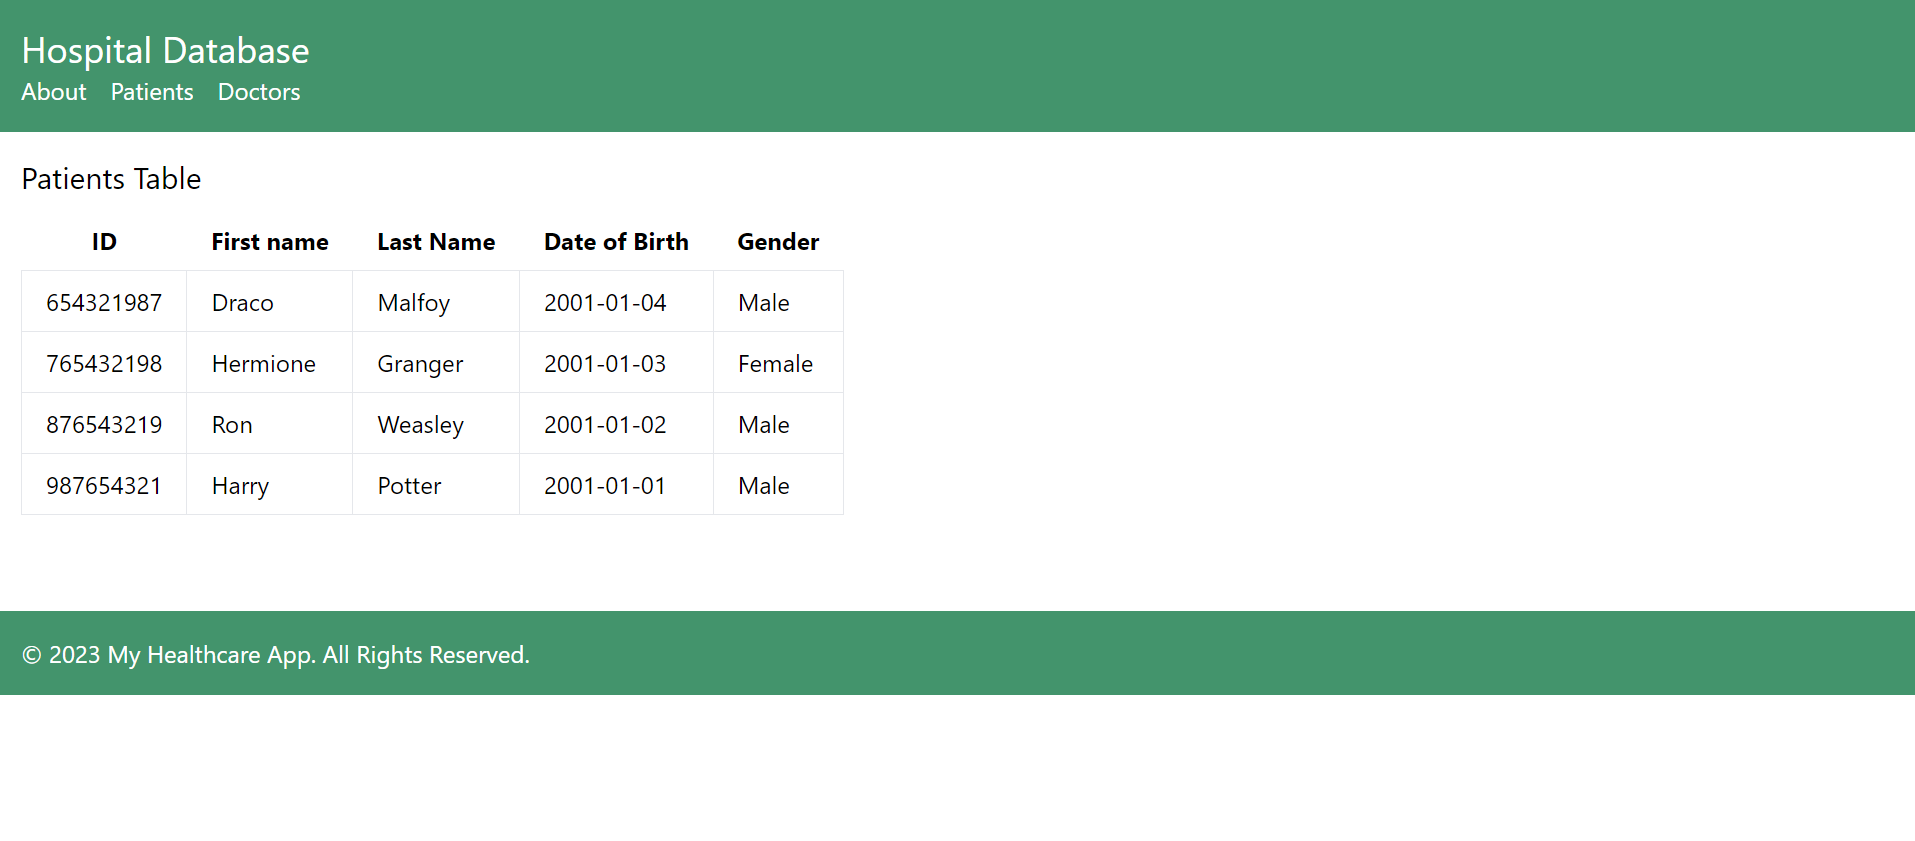 Hospital Database
About Patients Doctors
Patients Table
ID First name Last Name Date of Birth Gender
654321987 Draco Malfoy 2001-01-04 Male
765432198 Hermione Granger 2001-01-03 Female
876543219 Ron Weasley 2001-01-02 Male
987654321 Harry Potter 2001-01-01 Male
© 2023 My Healthcare App. All Rights Reserved.